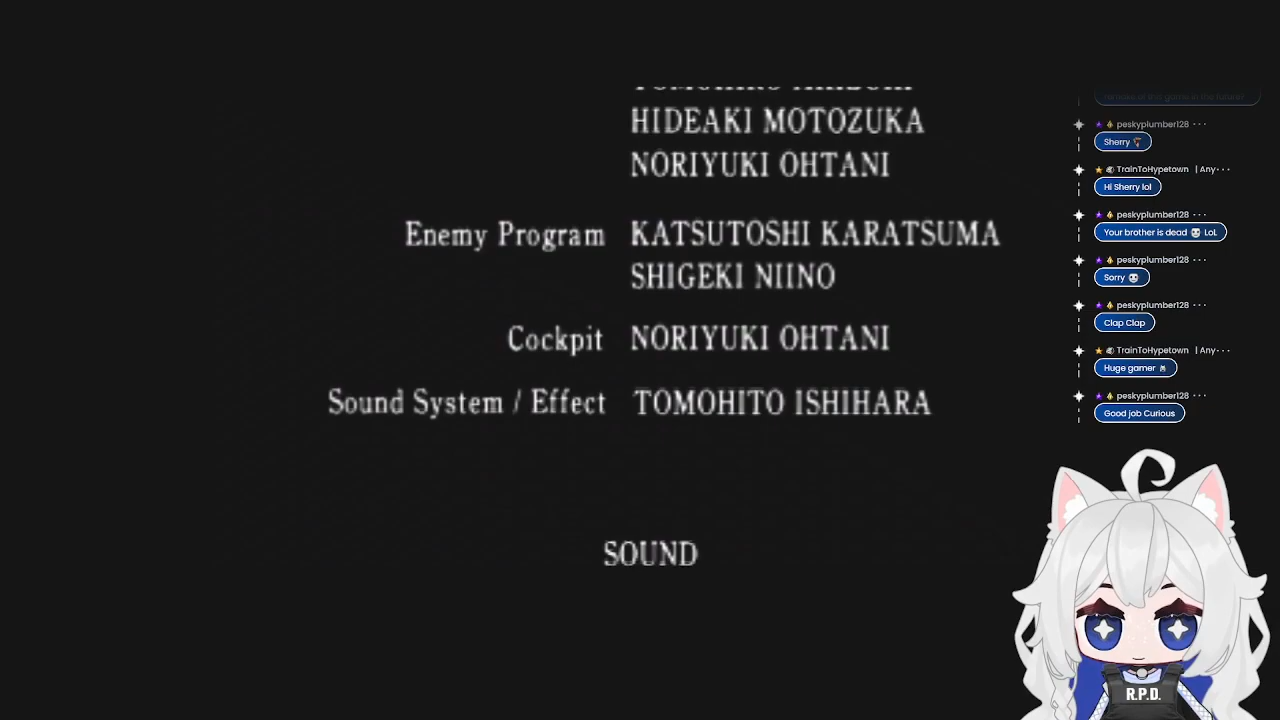 HIDEAKI MOTOZUKA
NORIYUKI OHTANI
Enemy Program KATSUTOSHI KARATSUMA
SHIGEKI NIINO
Cockpit NORIYUKI OHTANI
Sound System / Effect TOMOHITO ISHIHARA
SOUND
peskyplumber128
Sherry
TrainToHypetown | Any···
Hi Sherry lol
peskyplumber128 ···
Your brother is dead Lol.
peskyplumber128 ···
Sorry
peskyplumber128 ···
Clap Clap
TrainToHypetown | Any···
Huge gamer
peskyplumber128 ···
Good job Curious
R.P.D.